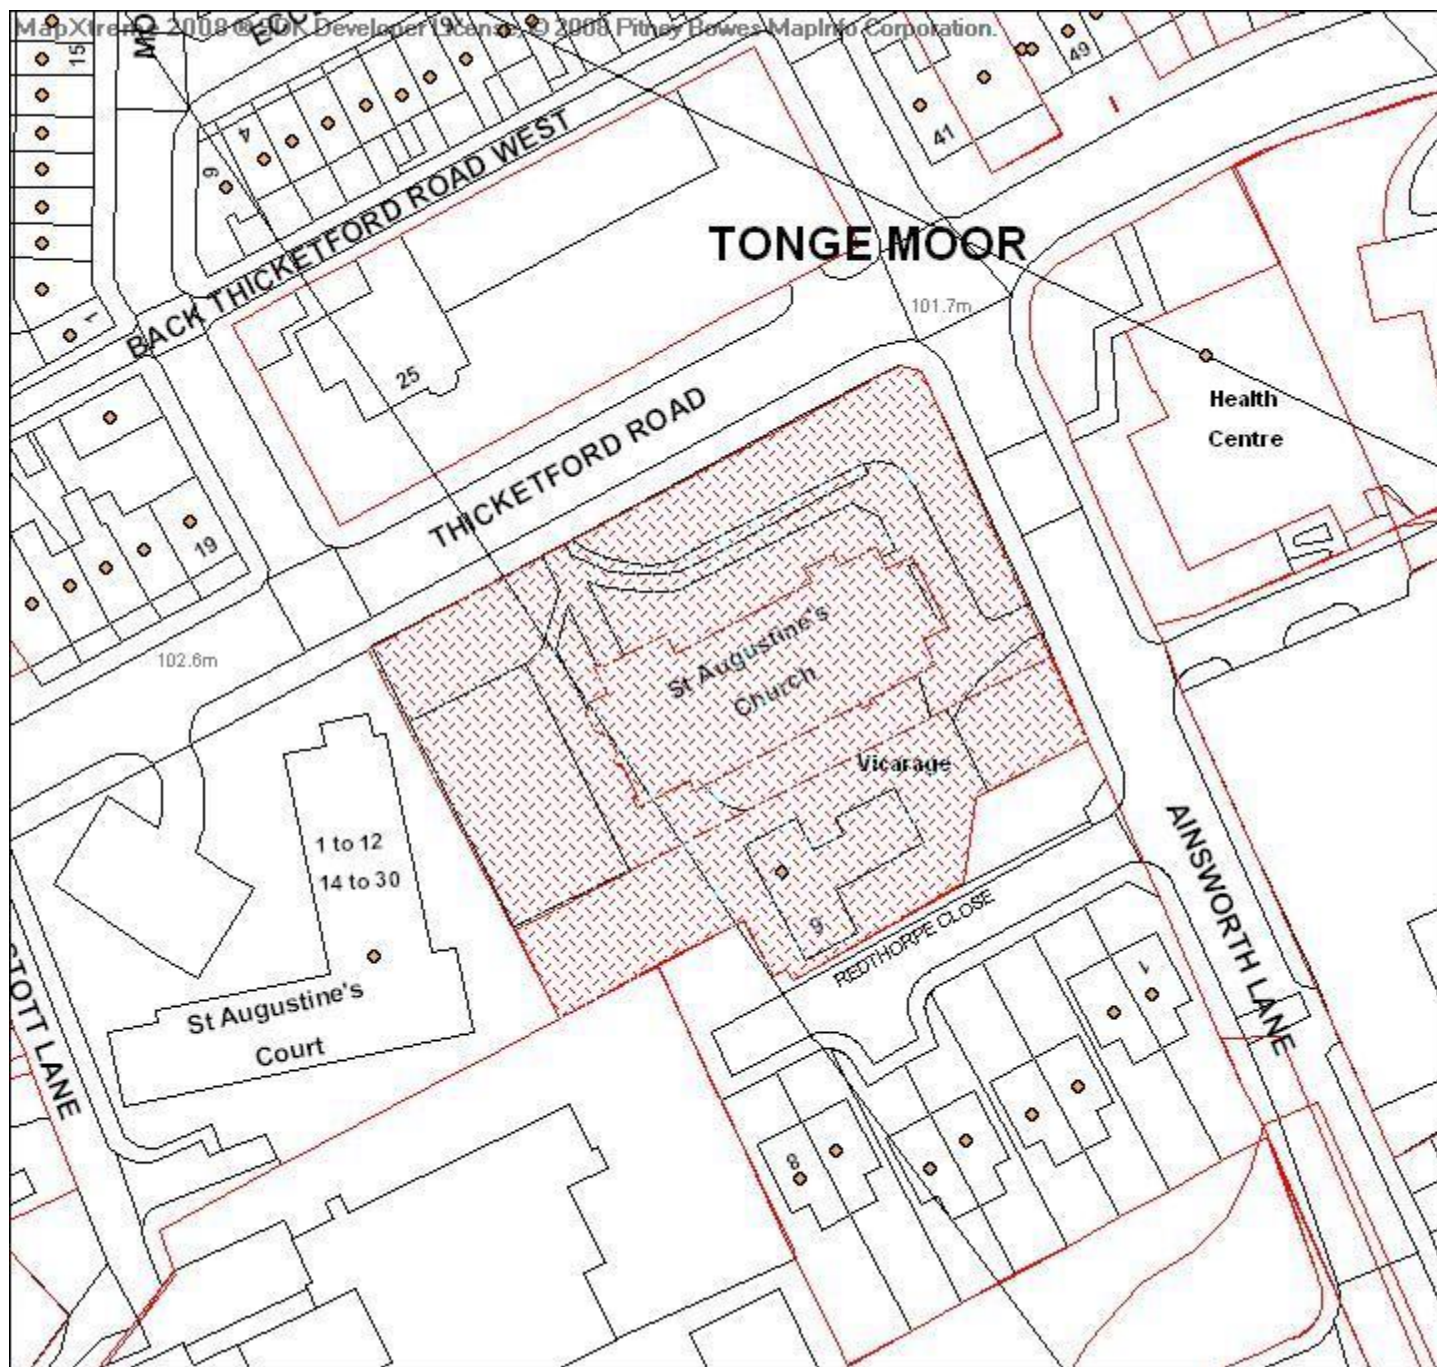 MapXtreme 2008 ® SDK Developer License, © 2008 Pitney Bowes MapInfo Corporation.
15
49
41
4
6
BACK THICKETFORD ROAD WEST
TONGE MOOR
101.7m
1
25
THICKETFORD ROAD
Health
Centre
19
102.6m
St Augustine's
Church
Vicarage
1 to 12
14 to 30
AINSWORTH LANE
9
REDTHORPE CLOSE
1
St Augustine's
Court
STOTT LANE
8